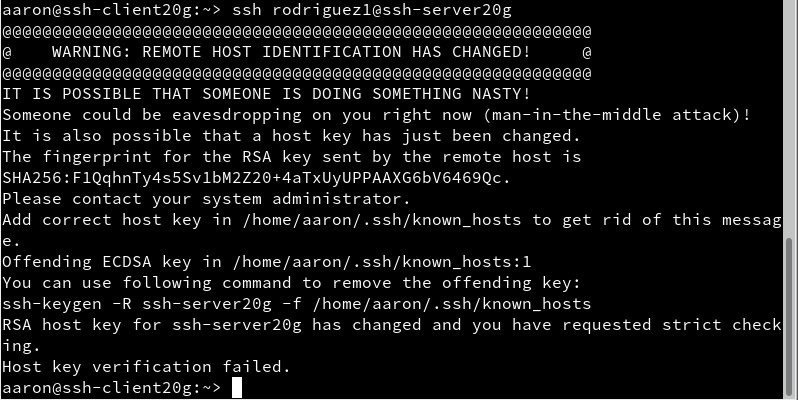 aaron@ssh-client20g:~> ssh rodriguez1@ssh-server20g
@@@@@@@@@@@@@@@@@@@@@@@@@@@@@@@@@@@@@@@@@@@@@@@@@@@@@@@@@@@
@    WARNING: REMOTE HOST IDENTIFICATION HAS CHANGED!     @
@@@@@@@@@@@@@@@@@@@@@@@@@@@@@@@@@@@@@@@@@@@@@@@@@@@@@@@@@@@
IT IS POSSIBLE THAT SOMEONE IS DOING SOMETHING NASTY!
Someone could be eavesdropping on you right now (man-in-the-middle attack)!
It is also possible that a host key has just been changed.
The fingerprint for the RSA key sent by the remote host is
SHA256:F1QqhnTy4s5Sv1bM2Z20+4aTxUyUPPAAXG6bV6469Qc.
Please contact your system administrator.
Add correct host key in /home/aaron/.ssh/known_hosts to get rid of this messag
e.
Offending ECDSA key in /home/aaron/.ssh/known_hosts:1
You can use following command to remove the offending key:
ssh-keygen -R ssh-server20g -f /home/aaron/.ssh/known_hosts
RSA host key for ssh-server20g has changed and you have requested strict check
ing.
Host key verification failed.
aaron@ssh-client20g:~>